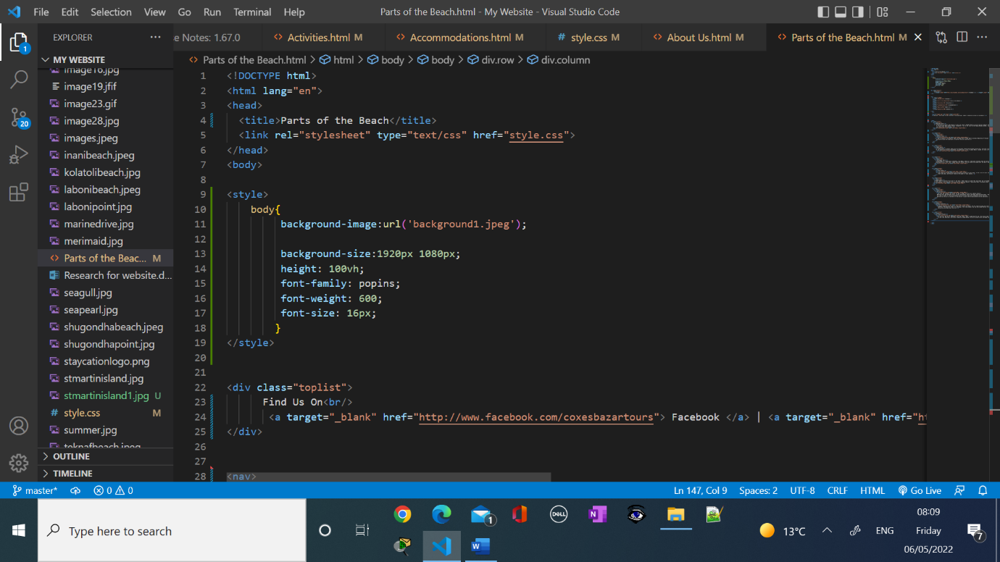 File Edit Selection View Go Run Terminal Help Parts of the Beach.html - My Website - Visual Studio Code
EXPLORER ··· e Notes: 1.67.0 <> Activities.html M <> Accommodations.html M # style.css M <> About Us.html M <> Parts of the Beach.html M
MY WEBSITE
<> Parts of the Beach.html > html > body > body > div.row > div.column
image16.jpg
image19.jfif
image23.gif
image28.jpg
images.jpeg
inanibeach.jpeg
kolatolibeach.jpg
labonibeach.jpeg
labonipoint.jpg
marinedrive.jpg
merimaid.jpg
<> Parts of the Beac... M
Research for website.d...
seagull.jpg
seapearl.jpg
shugondhabeach.jpeg
shugondhapoint.jpg
staycationlogo.png
stmartinisland.jpg
stmartinisland1.jpg U
# style.css M
summer.jpg
teknafbeach.jpeg
OUTLINE
TIMELINE
1
20
1 <!DOCTYPE html>
2 <html lang="en">
3 <head>
4 <title>Parts of the Beach</title>
5 <link rel="stylesheet" type="text/css" href="style.css">
6 </head>
7 <body>
8
9 <style>
10 body{
11 background-image:url('background1.jpeg');
12
13 background-size:1920px 1080px;
14 height: 100vh;
15 font-family: popins;
16 font-weight: 600;
17 font-size: 16px;
18 }
19 </style>
20
21
22 <div class="toplist">
23 Find Us On<br/>
24 <a target="_blank" href="http://www.facebook.com/coxesbazartours"> Facebook </a> | <a target="_blank" href="ht
25 </div>
26
27
28 <nav>
master* 0 0 Ln 147, Col 9 Spaces: 2 UTF-8 CRLF HTML Go Live
Type here to search
DELL
1
13°C ENG
08:09
Friday
06/05/2022
7